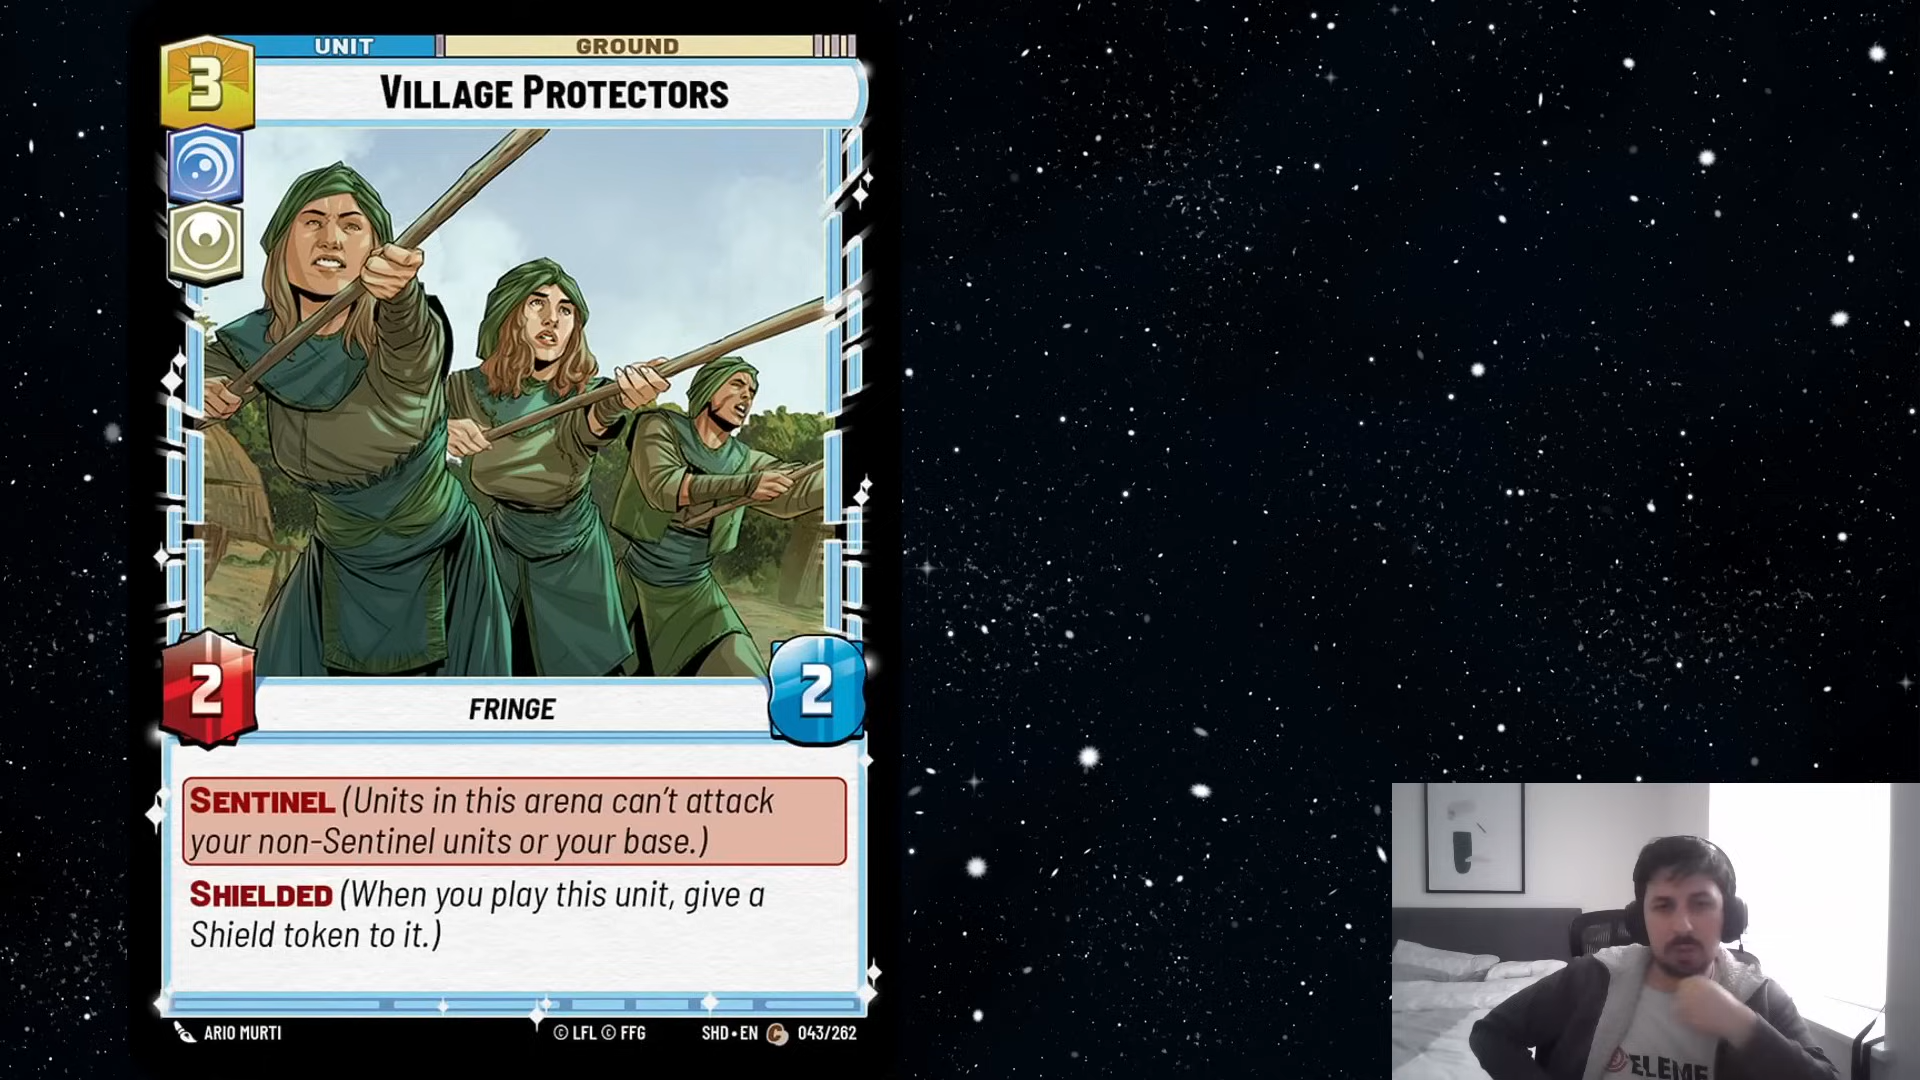 UNIT
GROUND
3
VILLAGE PROTECTORS
2
2
FRINGE
SENTINEL (Units in this arena can't attack
your non-Sentinel units or your base.)
SHIELDED (When you play this unit, give a
Shield token to it.)
ARIO MURTI
© LFL © FFG
SHD • EN
C
043/262
ELEME